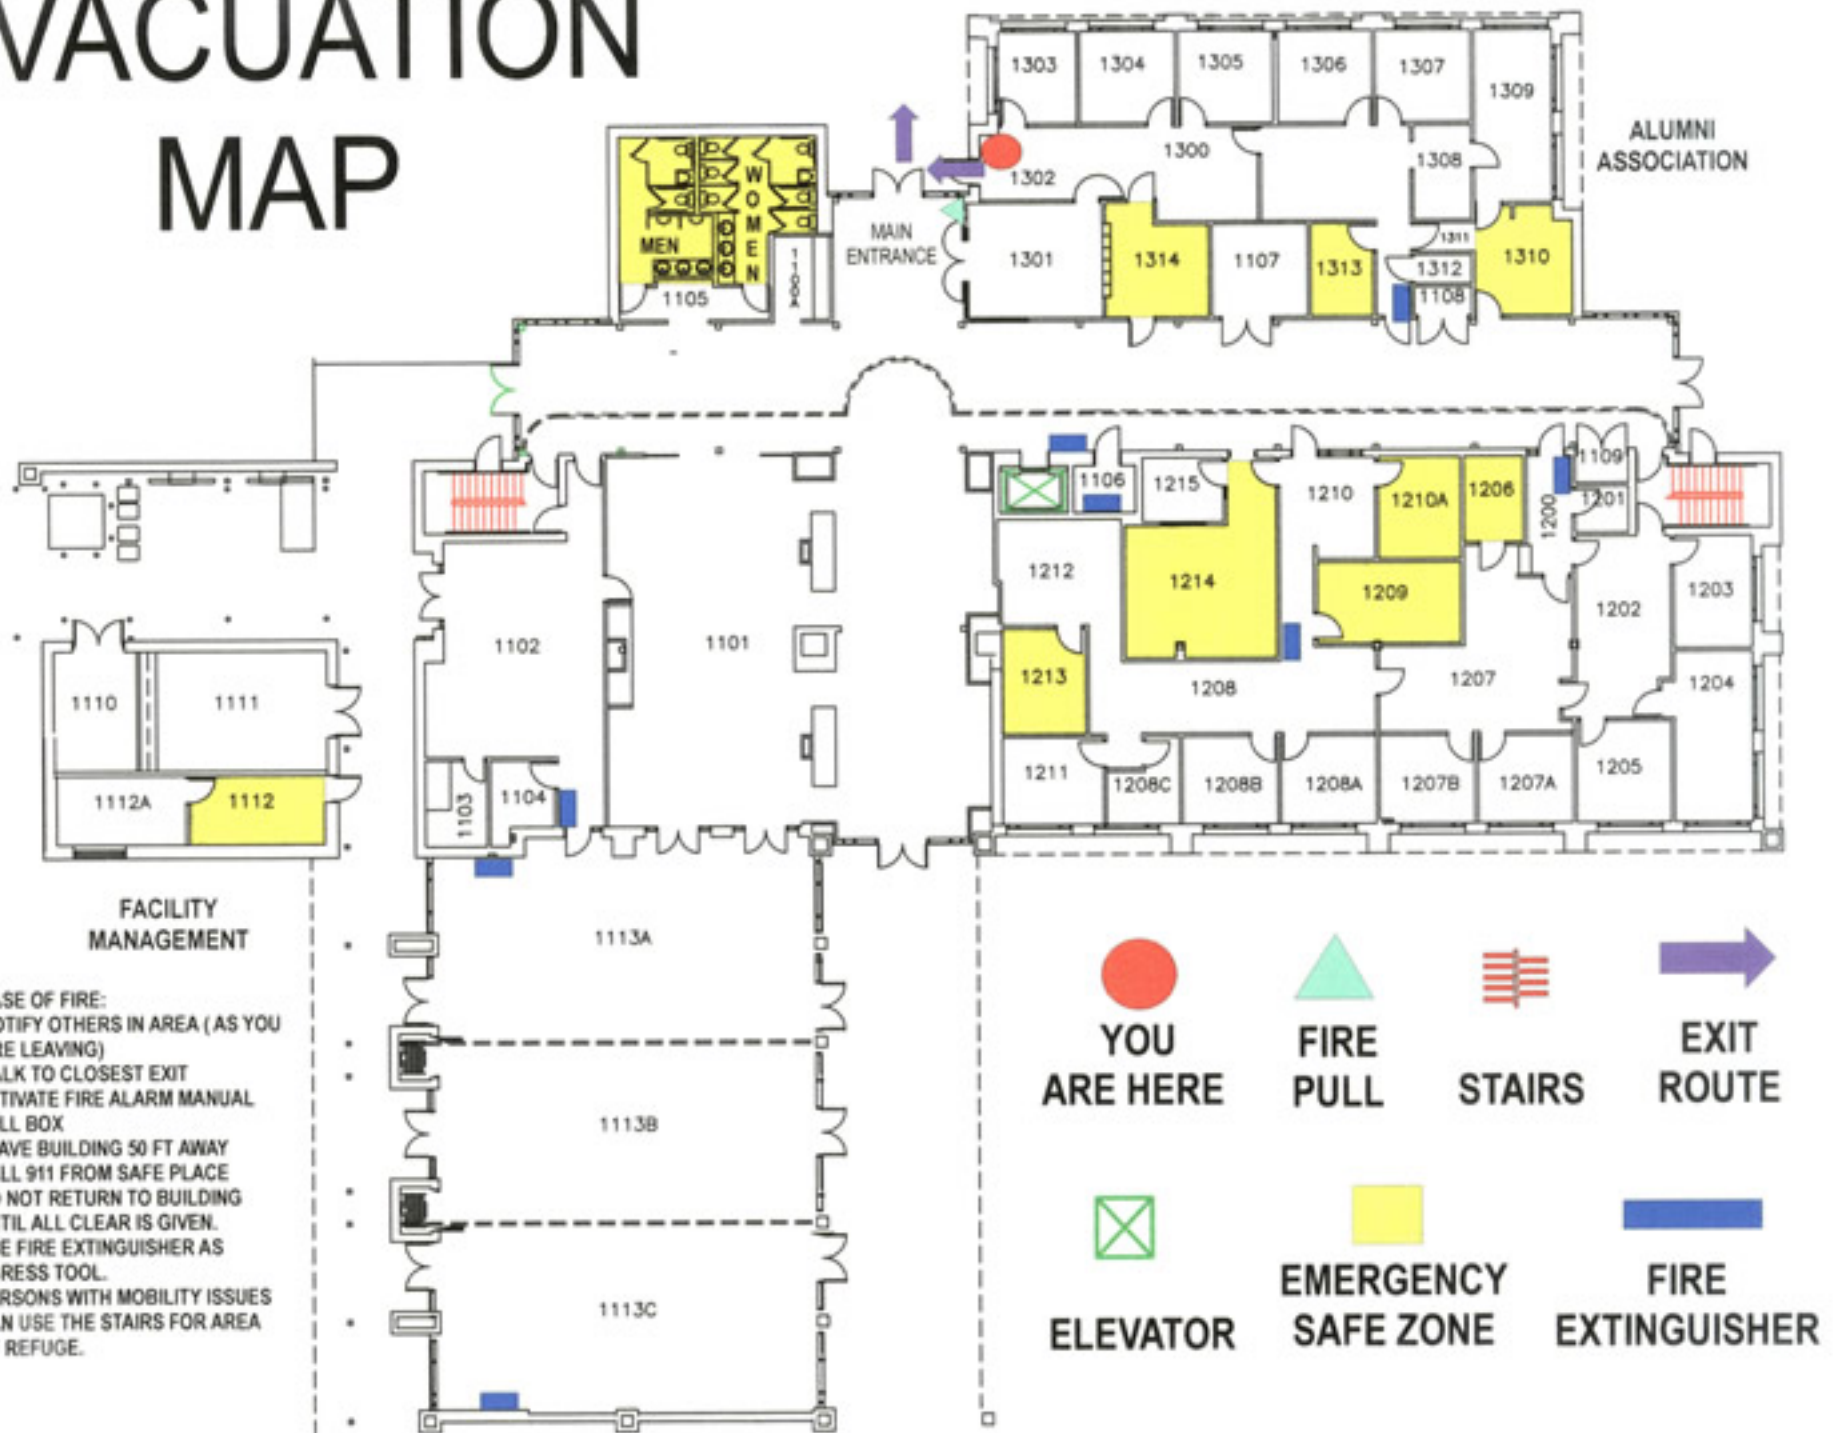 VACUATION
MAP
1303
1304
1305
1306
1307
1309
ALUMNI
ASSOCIATION
1300
1308
1302
WOMEN
MEN
1105
1100A
MAIN
ENTRANCE
1301
1314
1107
1313
1311
1312
1108
1310
1106
1215
1210
1210A
1206
1200
1109
1201
1212
1214
1209
1202
1203
1102
1101
1213
1208
1207
1204
1110
1111
1211
1208C
1208B
1208A
1207B
1207A
1205
1112A
1112
1103
1104
FACILITY
MANAGEMENT
1113A
1113B
1113C
ASE OF FIRE:
OTIFY OTHERS IN AREA ( AS YOU
RE LEAVING)
ALK TO CLOSEST EXIT
TIVATE FIRE ALARM MANUAL
LL BOX
AVE BUILDING 50 FT AWAY
LL 911 FROM SAFE PLACE
O NOT RETURN TO BUILDING
TIL ALL CLEAR IS GIVEN.
E FIRE EXTINGUISHER AS
RESS TOOL.
RSONS WITH MOBILITY ISSUES
AN USE THE STAIRS FOR AREA
REFUGE.
YOU
ARE HERE
FIRE
PULL
STAIRS
EXIT
ROUTE
ELEVATOR
EMERGENCY
SAFE ZONE
FIRE
EXTINGUISHER